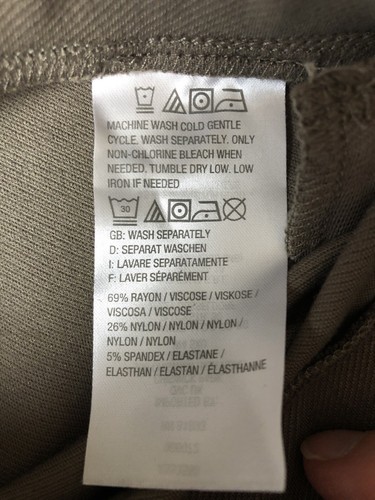 MACHINE WASH COLD GENTLE
CYCLE. WASH SEPARATELY. ONLY
NON-CHLORINE BLEACH WHEN
NEEDED. TUMBLE DRY LOW. LOW
IRON IF NEEDED
30
GB: WASH SEPARATELY
D: SEPARAT WASCHEN
I: LAVARE SEPARATAMENTE
F: LAVER SÉPARÉMENT
69% RAYON / VISCOSE / VISKOSE /
VISCOSA / VISCOSE
26% NYLON / NYLON / NYLON /
NYLON / NYLON
5% SPANDEX / ELASTANE /
ELASTHAN / ELASTAN / ÉLASTHANNE